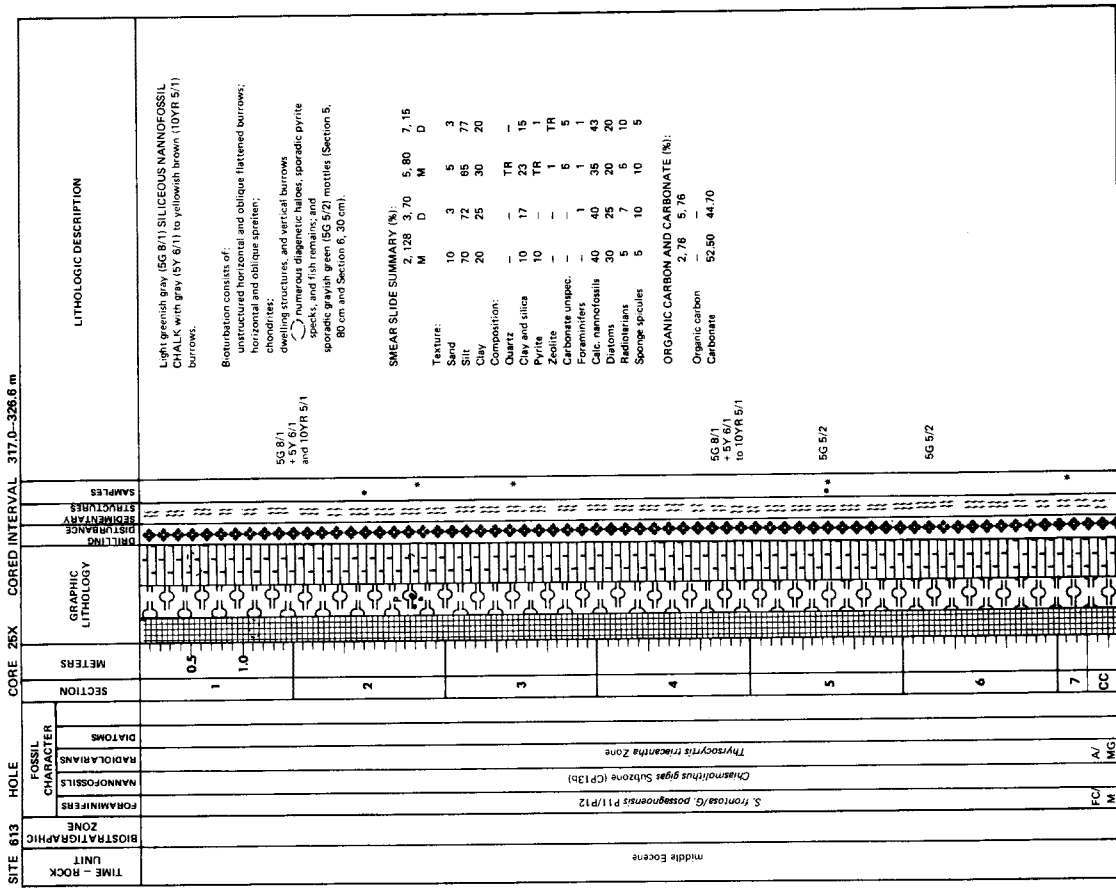 SITE 613 HOLE CORE 25X CORED INTERVAL 317.0–326.6 m
TIME – ROCK
UNIT
BIOSTRATIGRAPHIC
ZONE
FOSSIL
CHARACTER
FORAMINIFERS
NANNOFOSSILS
RADIOLARIANS
DIATOMS
SECTION
METERS
GRAPHIC
LITHOLOGY
DRILLING
DISTURBANCE
SEDIMENTARY
STRUCTURES
SAMPLES
LITHOLOGIC DESCRIPTION
middle Eocene
S. frontosa/G. possagnoensis P11/P12
Chiasmolithus gigas Subzone (CP13b)
Thyrsocyrtis triacantha Zone
FC/
M
A/
MG
1
2
3
4
5
6
7
CC
0.5
1.0
P
5G 8/1
+ 5Y 6/1
and 10YR 5/1
5G 8/1
+ 5Y 6/1
to 10YR 5/1
5G 5/2
5G 5/2
Light greenish gray (5G 8/1) SILICEOUS NANNOFOSSIL
CHALK with gray (5Y 6/1) to yellowish brown (10YR 5/1)
burrows.
Bioturbation consists of:
unstructured horizontal and oblique flattened burrows;
horizontal and oblique spreiten;
chondrites;
dwelling structures, and vertical burrows
numerous diagenetic haloes, sporadic pyrite
specks, and fish remains; and
sporadic grayish green (5G 5/2) mottles (Section 5,
80 cm and Section 6, 30 cm).
SMEAR SLIDE SUMMARY (%):
2, 128 3, 70 5, 80 7, 15
M D M D
Texture:
Sand 10 3 5 3
Silt 70 72 65 77
Clay 20 25 30 20
Composition:
Quartz – – TR –
Clay and silica 10 17 23 15
Pyrite 10 – TR 1
Zeolite – – 1 TR
Carbonate unspec. – – 5 5
Foraminifers – 1 1 1
Calc. nannofossils 40 40 35 43
Diatoms 30 25 20 20
Radiolarians 5 7 5 10
Sponge spicules 5 10 10 5
ORGANIC CARBON AND CARBONATE (%):
2, 76 5, 76
Organic carbon – –
Carbonate 52.50 44.70